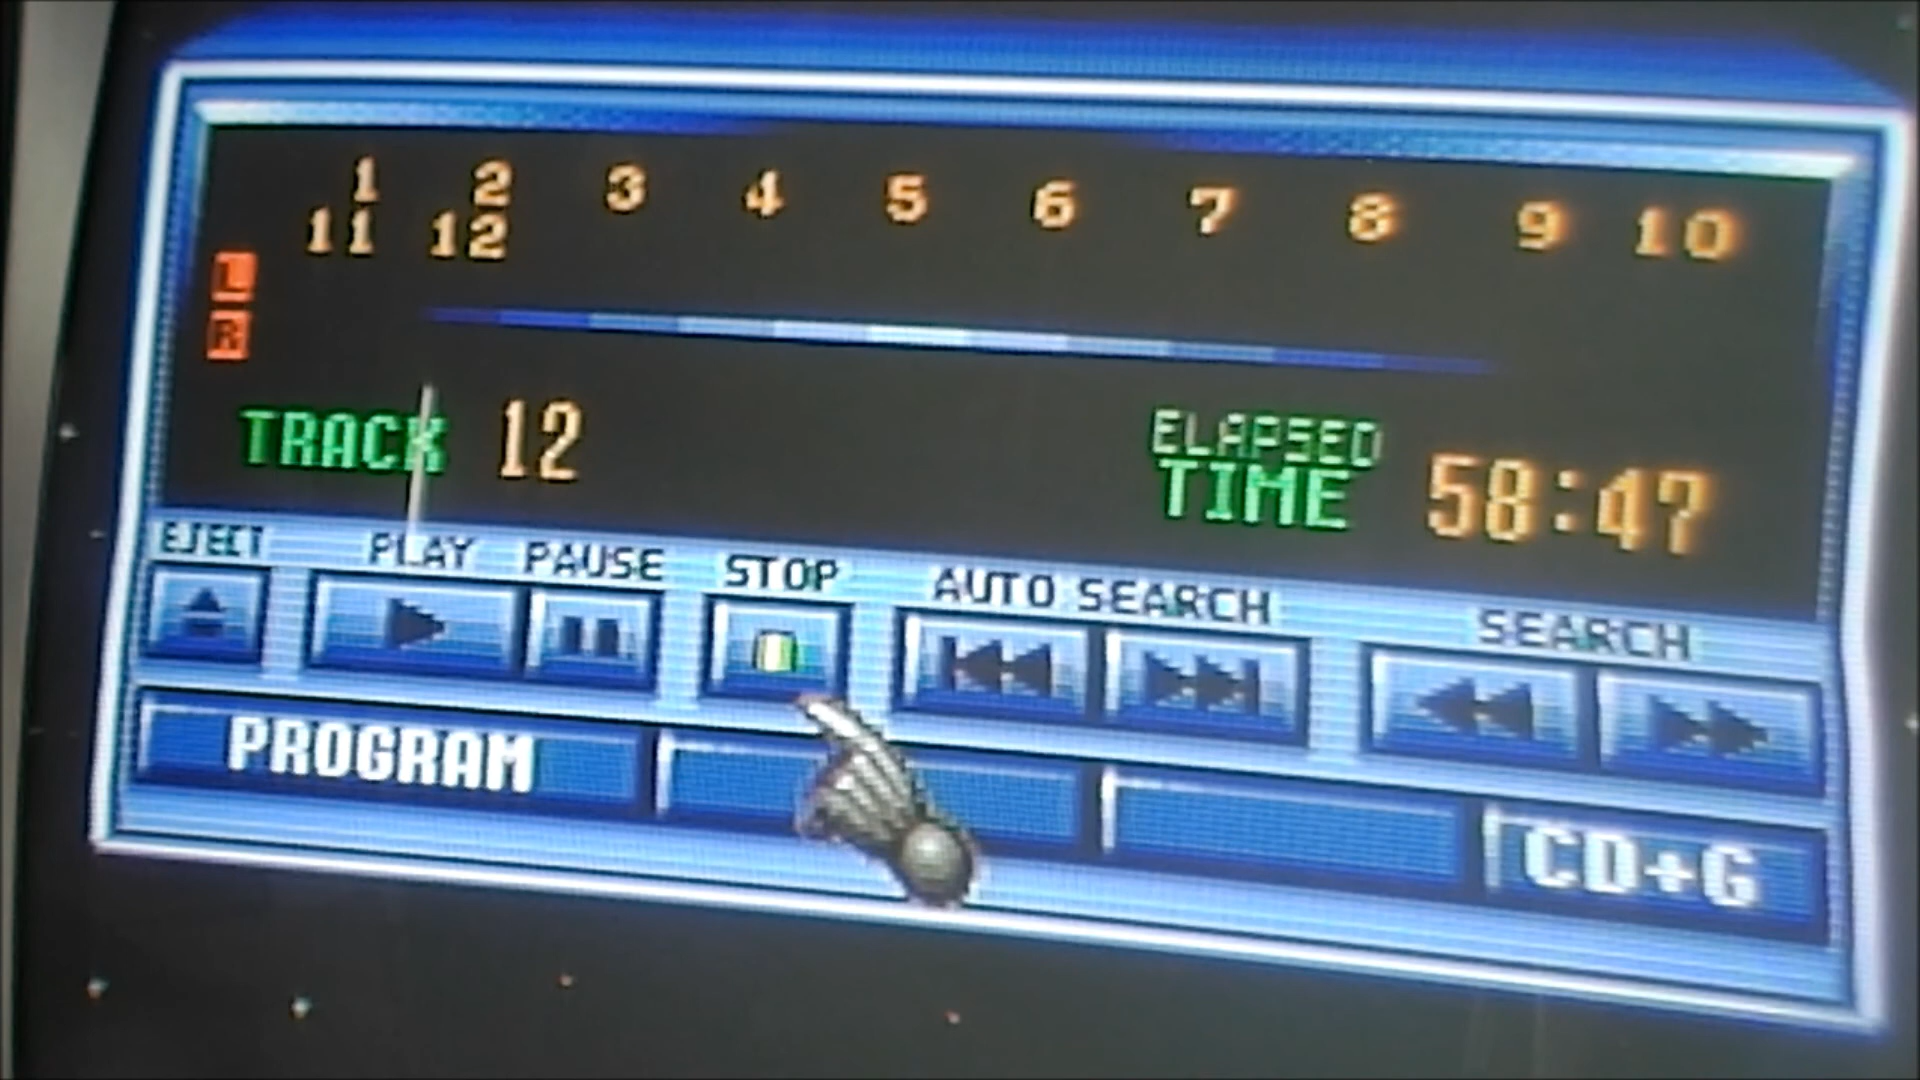 1 2 3 4 5 6 7 8 9 10
11 12
L
R
TRACK 12
ELAPSED
TIME 58:47
EJECT PLAY PAUSE STOP AUTO SEARCH SEARCH
PROGRAM
CD+G